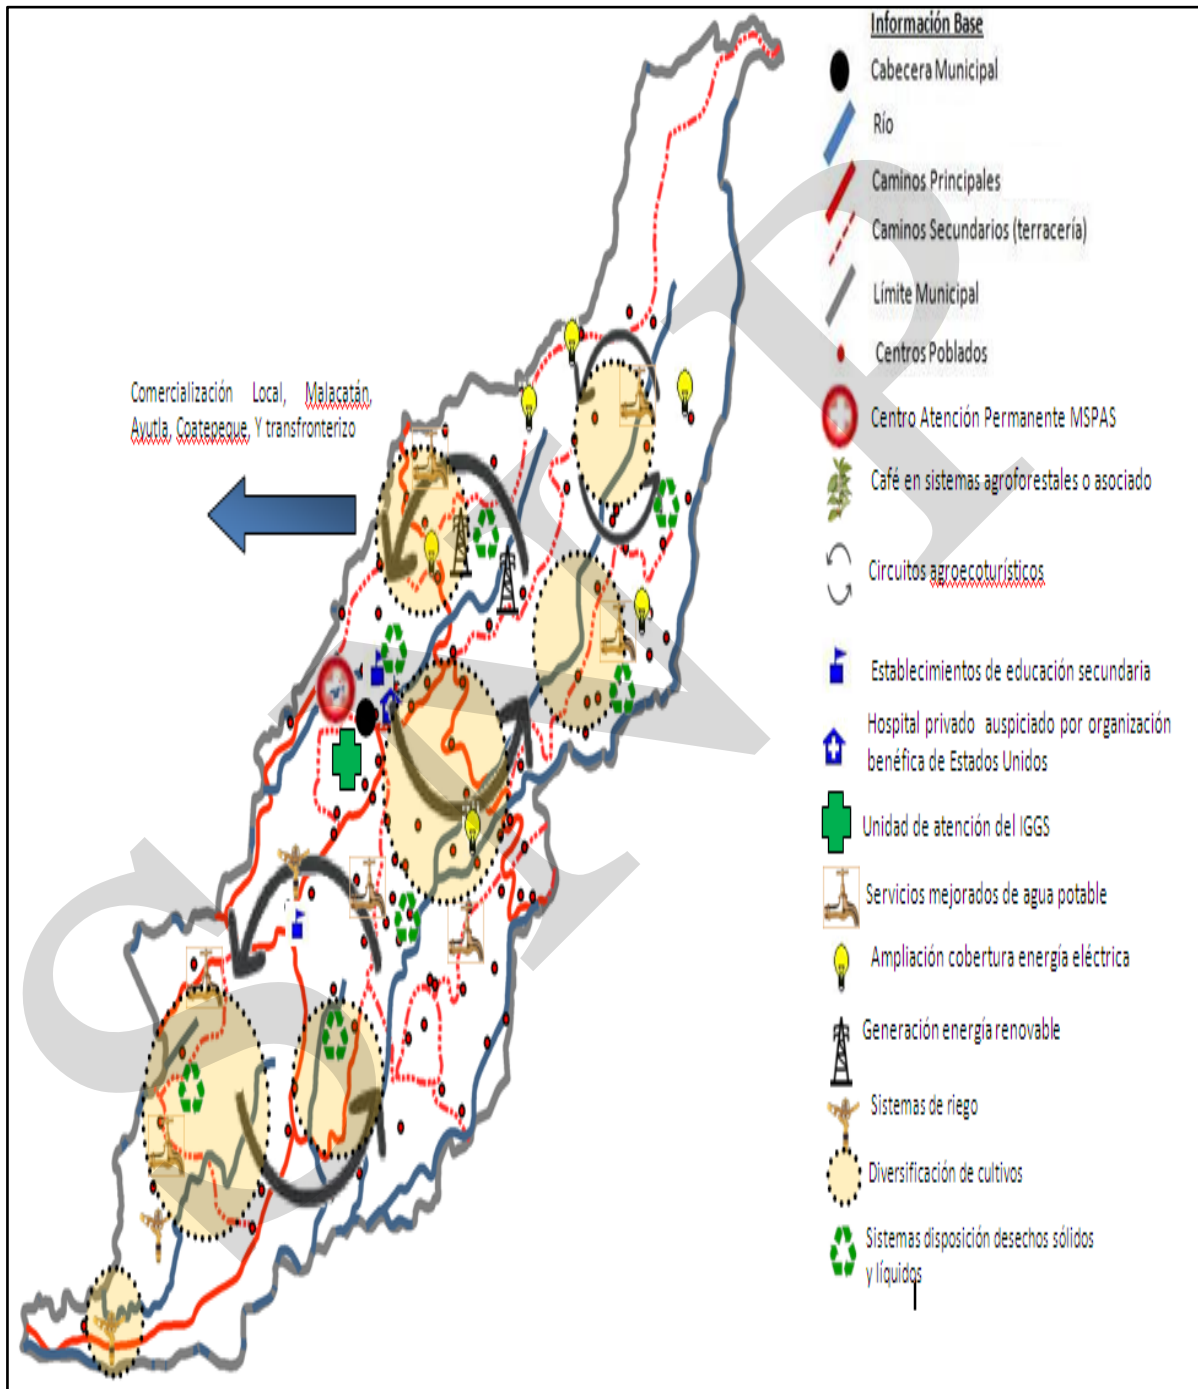 Información Base
Cabecera Municipal
Río
Caminos Principales
Caminos Secundarios (terracería)
Límite Municipal
Centros Poblados
Comercialización Local, Malacatán,
Ayutla, Coatepeque, Y transfronterizo
Centro Atención Permanente MSPAS
Café en sistemas agroforestales o asociado
Circuitos agroecoturísticos
Establecimientos de educación secundaria
Hospital privado auspiciado por organización
benéfica de Estados Unidos
Unidad de atención del IGGS
Servicios mejorados de agua potable
Ampliación cobertura energía eléctrica
Generación energía renovable
Sistemas de riego
Diversificación de cultivos
Sistemas disposición desechos sólidos
y líquidos